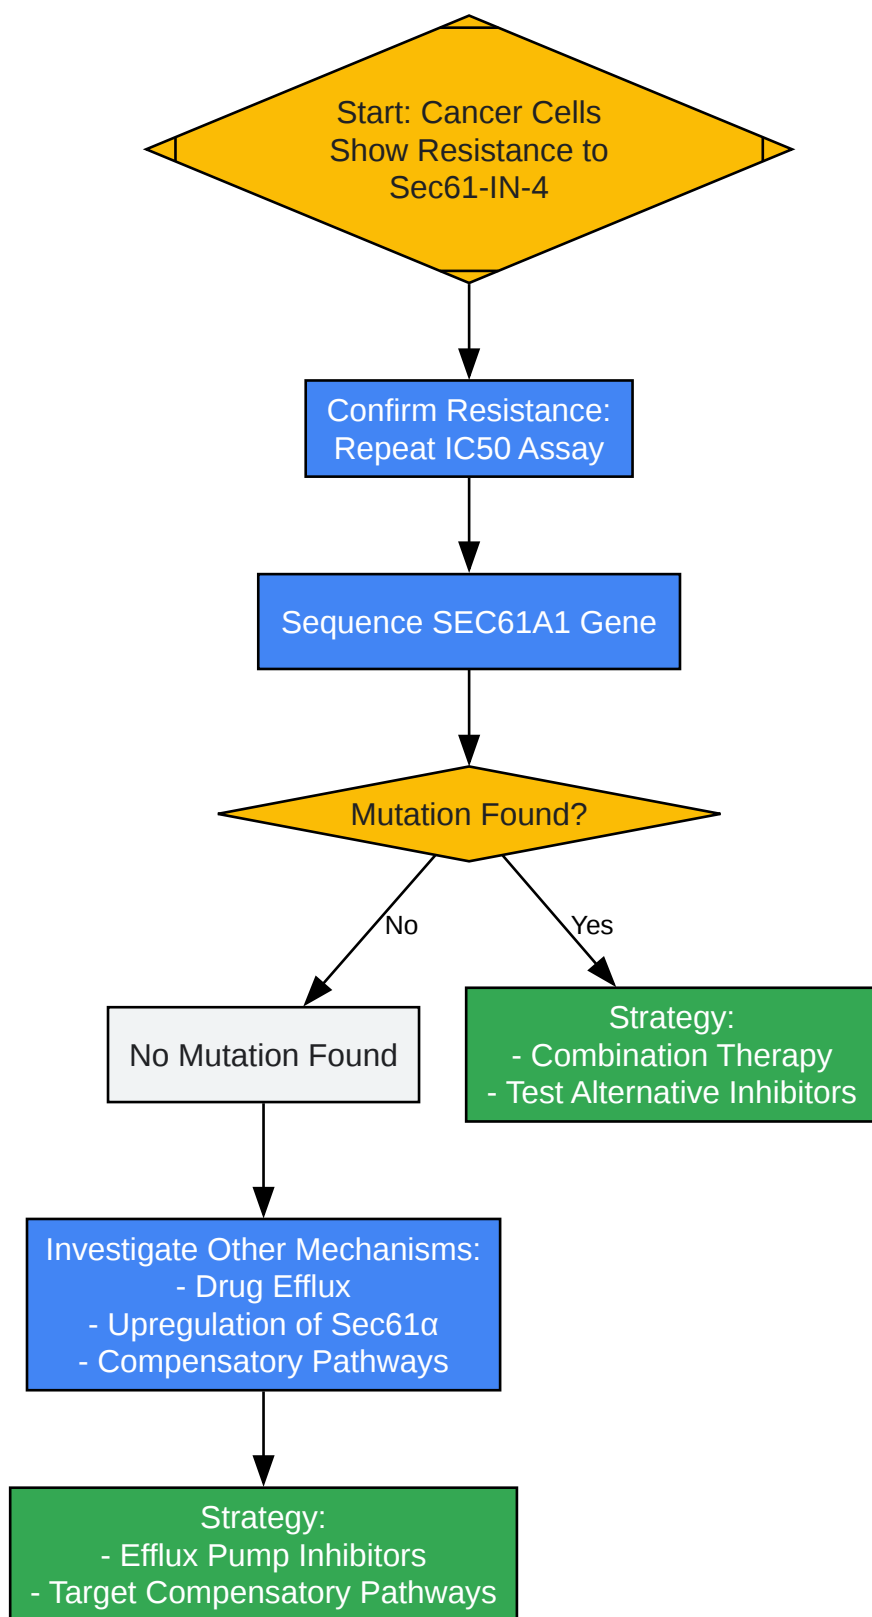 Start: Cancer Cells
Show Resistance to
Sec61-IN-4
Confirm Resistance:
Repeat IC50 Assay
Sequence SEC61A1 Gene
Mutation Found?
No
Yes
No Mutation Found
Strategy:
- Combination Therapy
- Test Alternative Inhibitors
Investigate Other Mechanisms:
- Drug Efflux
- Upregulation of Sec61α
- Compensatory Pathways
Strategy:
- Efflux Pump Inhibitors
- Target Compensatory Pathways